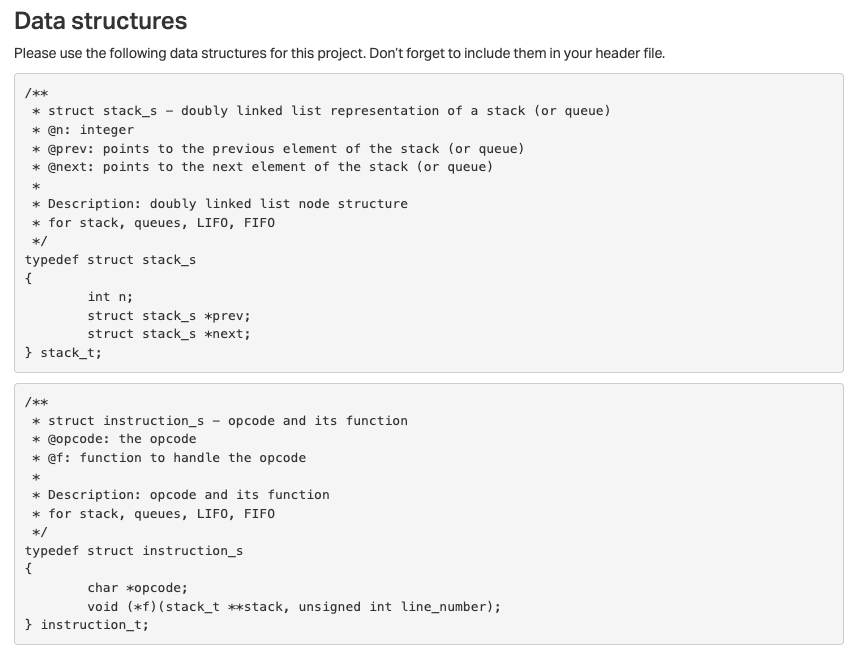 Data structures
Please use the following data structures for this project. Don’t forget to include them in your header file.
/**
 * struct stack_s - doubly linked list representation of a stack (or queue)
 * @n: integer
 * @prev: points to the previous element of the stack (or queue)
 * @next: points to the next element of the stack (or queue)
 *
 * Description: doubly linked list node structure
 * for stack, queues, LIFO, FIFO
 */
typedef struct stack_s
{
        int n;
        struct stack_s *prev;
        struct stack_s *next;
} stack_t;
/**
 * struct instruction_s - opcode and its function
 * @opcode: the opcode
 * @f: function to handle the opcode
 *
 * Description: opcode and its function
 * for stack, queues, LIFO, FIFO
 */
typedef struct instruction_s
{
        char *opcode;
        void (*f)(stack_t **stack, unsigned int line_number);
} instruction_t;